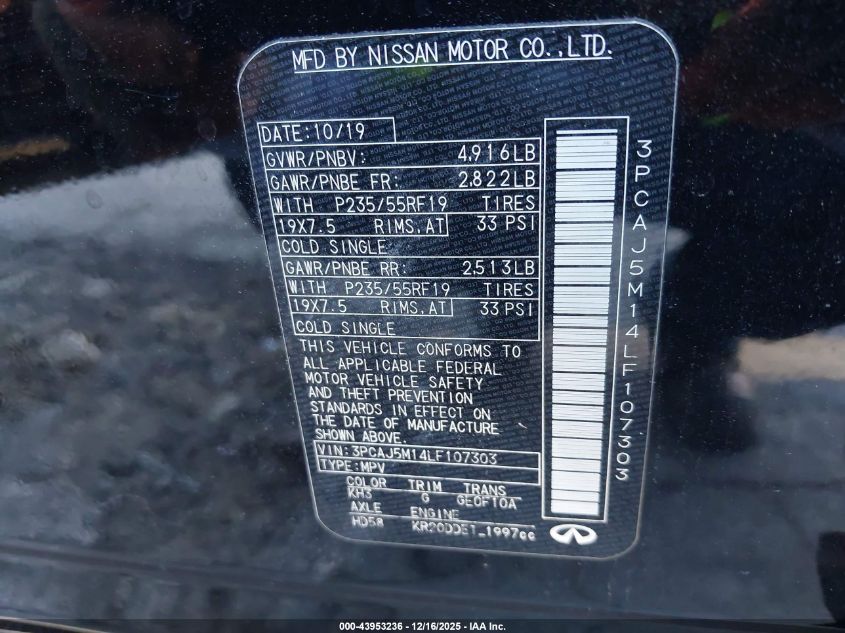 MFD BY NISSAN MOTOR CO.,LTD.
DATE:10/19
GVWR/PNBV: 4,916LB
GAWR/PNBE FR: 2,822LB
WITH P235/55RF19 TIRES
19X7.5 RIMS.AT 33 PSI
COLD SINGLE
GAWR/PNBE RR: 2,513LB
WITH P235/55RF19 TIRES
19X7.5 RIMS.AT 33 PSI
COLD SINGLE
THIS VEHICLE CONFORMS TO
ALL APPLICABLE FEDERAL
MOTOR VEHICLE SAFETY
AND THEFT PREVENTION
STANDARDS IN EFFECT ON
THE DATE OF MANUFACTURE
SHOWN ABOVE.
VIN:3PCAJ5M14LF107303
TYPE:MPV
COLOR TRIM TRANS
KH3 G GE0F10A
AXLE ENGINE
HD58 KR20DDET_1997cc
3PCAJ5M14LF107303
000-43953236 - 12/16/2025 - IAA Inc.